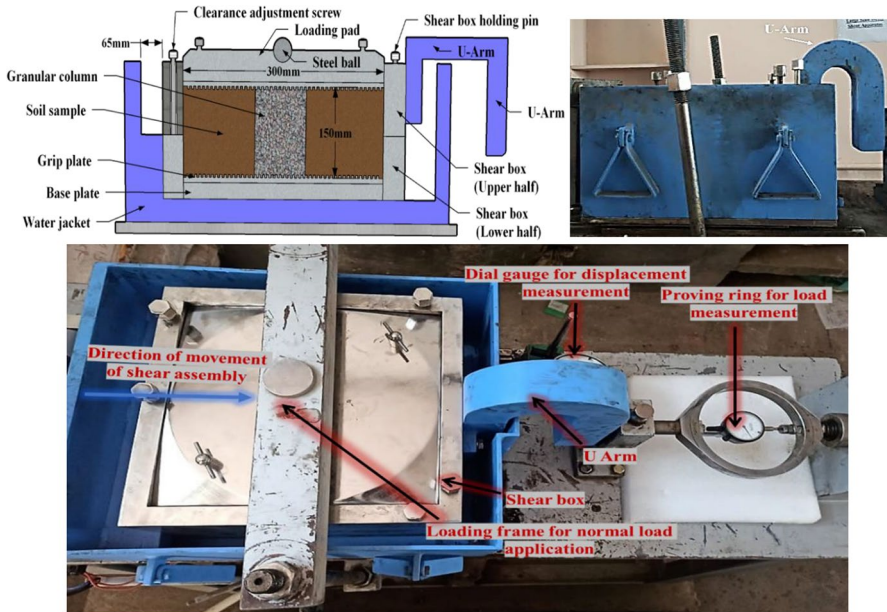 Clearance adjustment screw
Loading pad
Shear box holding pin
65mm
U-Arm
Steel ball
300mm
Granular column
Soil sample
U-Arm
150mm
Grip plate
Shear box
(Upper half)
Base plate
Water jacket
Shear box
(Lower half)
U-Arm
Dial gauge for displacement
measurement
Proving ring for load
measurement
Direction of movement
of shear assembly
U Arm
Shear box
Loading frame for normal load
application